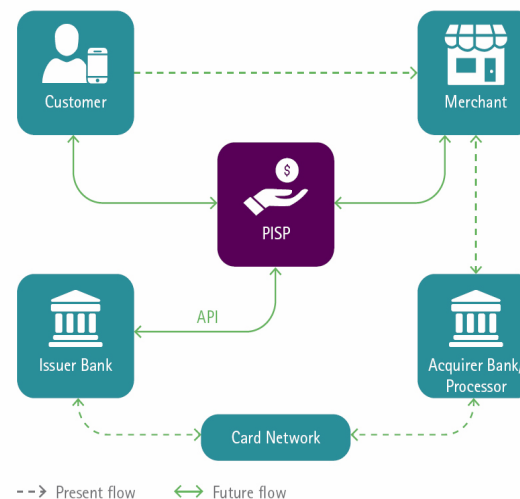 Customer
Merchant
$
PISP
API
Issuer Bank
Acquirer Bank/
Processor
Card Network
Present flow
Future flow